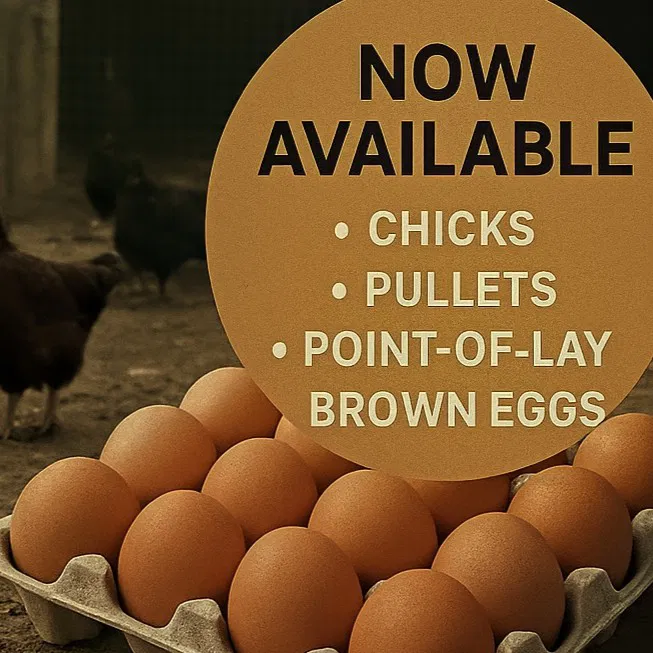 NOW
AVAILABLE
• CHICKS
• PULLETS
• POINT-OF-LAY
BROWN EGGS